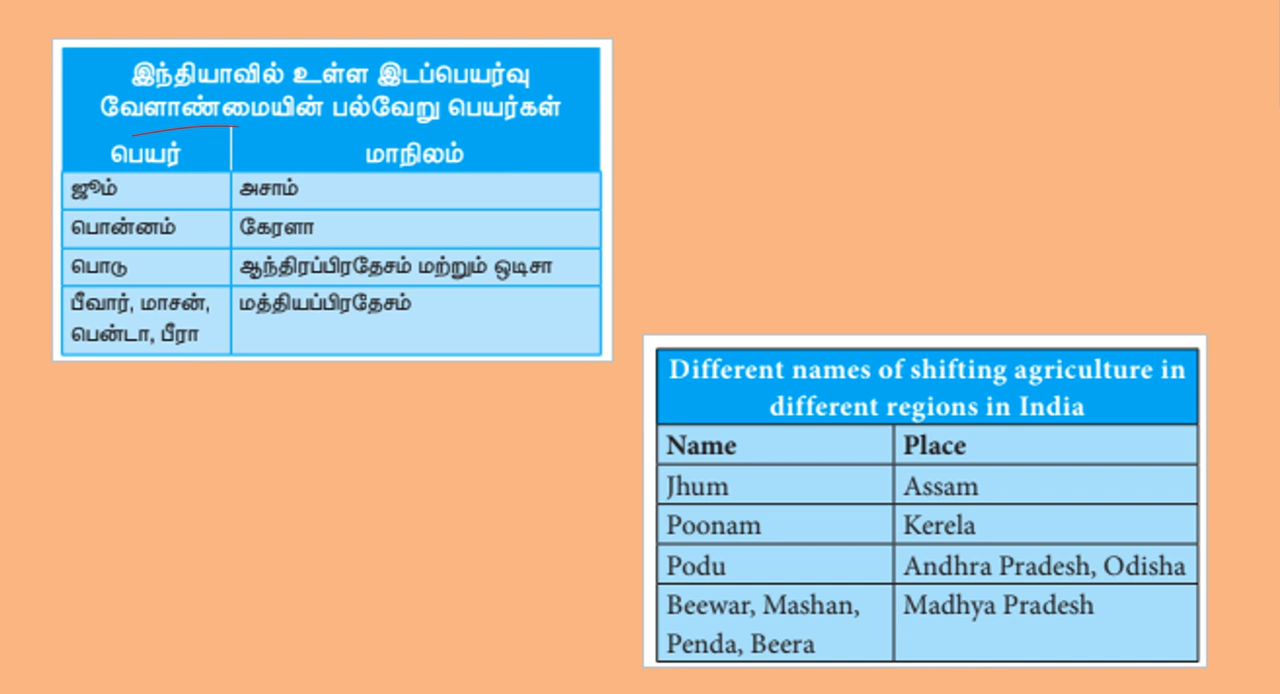 இந்தியாவில் உள்ள இடப்பெயர்வு
வேளாண்மையின் பல்வேறு பெயர்கள்
பெயர் மாநிலம்
ஜூம் அசாம்
பொன்னம் கேரளா
பொடு ஆந்திரப்பிரதேசம் மற்றும் ஒடிசா
பீவார், மாசன், மத்தியப்பிரதேசம்
பென்டா, பீரா
Different names of shifting agriculture in
different regions in India
Name Place
Jhum Assam
Poonam Kerela
Podu Andhra Pradesh, Odisha
Beewar, Mashan, Madhya Pradesh
Penda, Beera